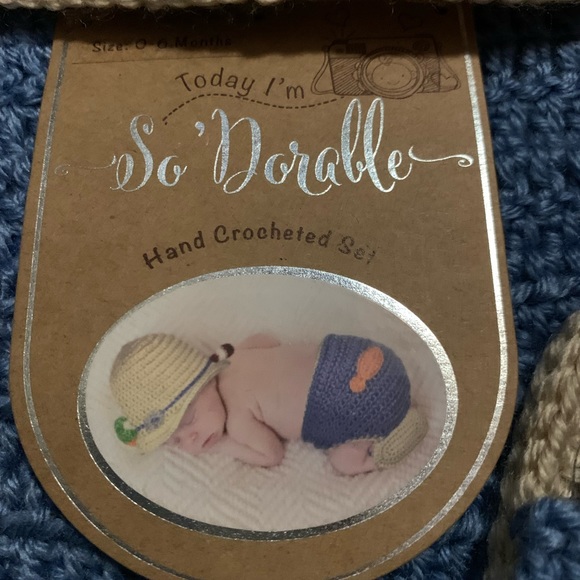 Size: 0-6 Months
Today I'm
So 'Dorable
Hand Crocheted Set